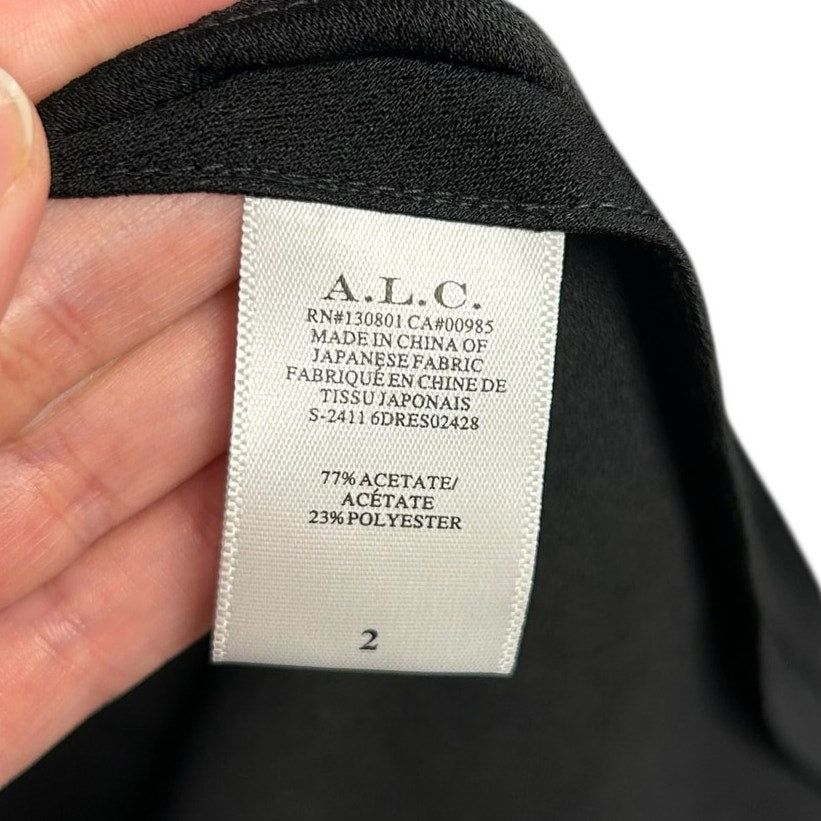 A.L.C.
RN#130801 CA#00985
MADE IN CHINA OF
JAPANESE FABRIC
FABRIQUÉ EN CHINE DE
TISSU JAPONAIS
S-2411 6DRES02428
77% ACETATE/
ACÉTATE
23% POLYESTER
2